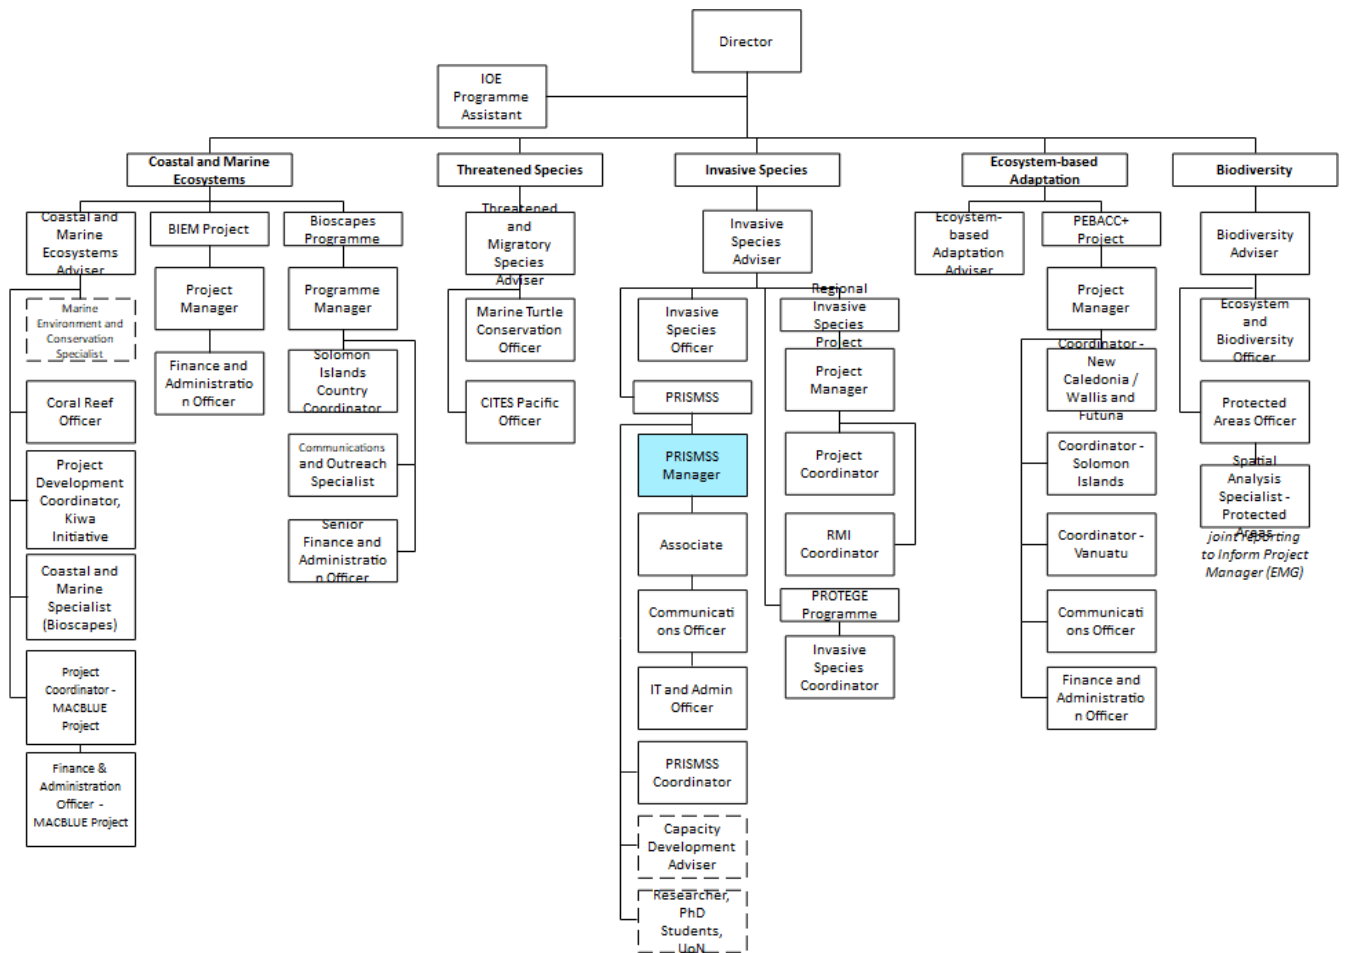 Director
IOE
Programme
Assistant
Coastal and Marine
Ecosystems
Threatened Species
Invasive Species
Ecosystem-based
Adaptation
Biodiversity
Coastal and
Marine
Ecosystems
Adviser
BIEM Project
Bioscapes
Programme
Threatened
and
Migratory
Species
Adviser
Invasive
Species
Adviser
Ecoystem-
based
Adaptation
Adviser
PEBACC+
Project
Biodiversity
Adviser
Marine
Environment and
Conservation
Specialist
Project
Manager
Programme
Manager
Marine Turtle
Conservation
Officer
Invasive
Species
Officer
Regional
Invasive
Species
Project
Project
Manager
Ecosystem
and
Biodiversity
Officer
Finance and
Administratio
n Officer
Solomon
Islands
Country
Coordinator
Project
Manager
Coordinator -
New
Caledonia /
Wallis and
Futuna
Coral Reef
Officer
CITES Pacific
Officer
PRISMSS
Protected
Areas Officer
Communications
and Outreach
Specialist
PRISMSS
Manager
Project
Coordinator
Coordinator -
Solomon
Islands
Spatial
Analysis
Specialist -
Protected
Areas
joint reporting
to Inform Project
Manager (EMG)
Project
Development
Coordinator,
Kiwa
Initiative
Senior
Finance and
Administratio
n Officer
Associate
RMI
Coordinator
Coordinator -
Vanuatu
Coastal and
Marine
Specialist
(Bioscapes)
Communicati
ons Officer
PROTEGE
Programme
Communicati
ons Officer
Invasive
Species
Coordinator
Project
Coordinator -
MACBLUE
Project
IT and Admin
Officer
Finance and
Administratio
n Officer
Finance &
Administration
Officer -
MACBLUE Project
PRISMSS
Coordinator
Capacity
Development
Adviser
Researcher,
PhD
Students,
UoN